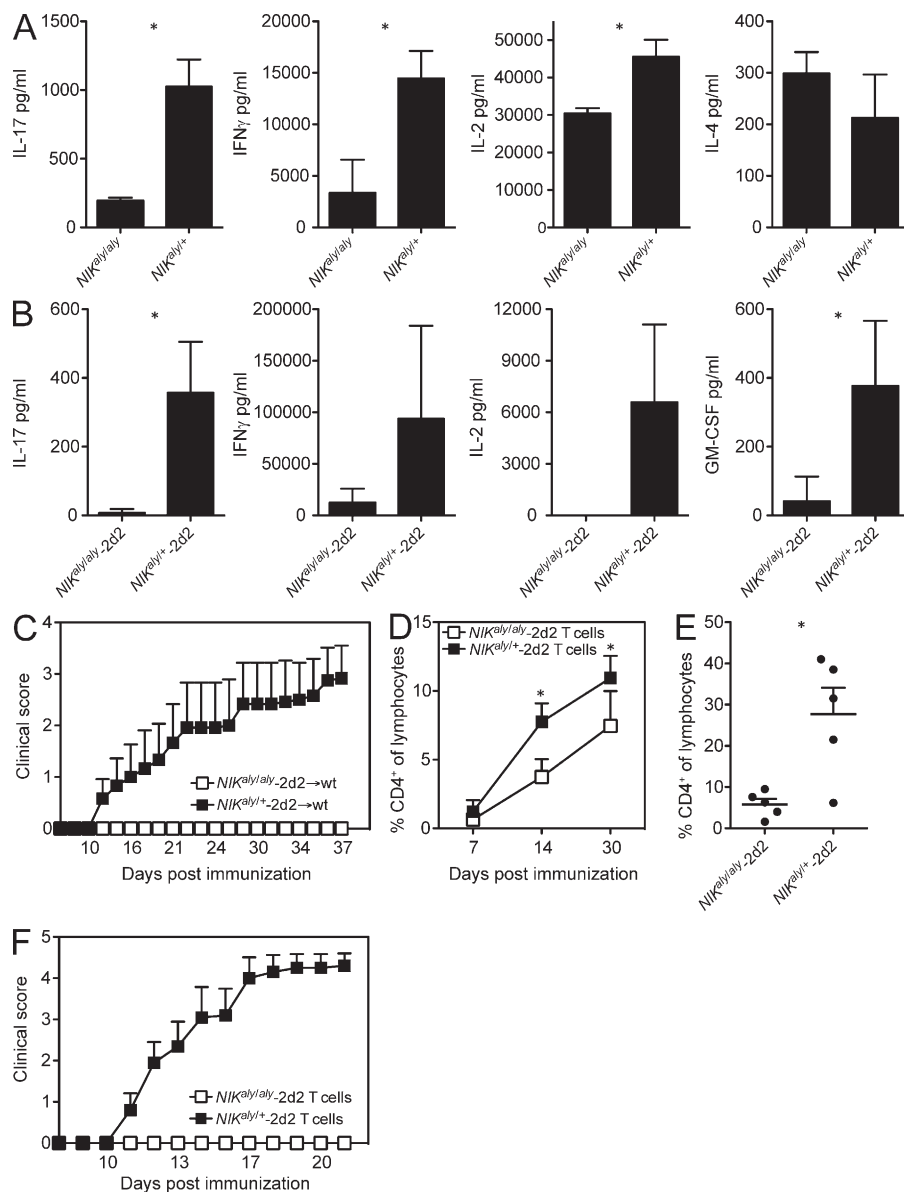 A
IL-17 pg/ml
1500
1000
500
0
*
NIKaly/aly
NIKaly/+
IFNγ pg/ml
20000
15000
10000
5000
0
*
NIKaly/aly
NIKaly/+
IL-2 pg/ml
50000
40000
30000
20000
10000
0
*
NIKaly/aly
NIKaly/+
IL-4 pg/ml
400
300
200
100
0
NIKaly/aly
NIKaly/+
B
IL-17 pg/ml
600
400
200
0
*
NIKaly/aly-2d2
NIKaly/+-2d2
IFNγ pg/ml
200000
150000
100000
50000
0
NIKaly/aly-2d2
NIKaly/+-2d2
IL-2 pg/ml
12000
9000
6000
3000
0
NIKaly/aly-2d2
NIKaly/+-2d2
GM-CSF pg/ml
600
400
200
0
*
NIKaly/aly-2d2
NIKaly/+-2d2
C
Clinical score
4
3
2
1
0
NIKaly/aly-2d2→wt
NIKaly/+-2d2→wt
10 16 21 24 30 34 37
Days post immunization
D
% CD4+ of lymphocytes
15
10
5
0
NIKaly/aly-2d2 T cells
NIKaly/+-2d2 T cells
*
*
7 14 30
Days post immunization
E
% CD4+ of lymphocytes
50
40
30
20
10
0
*
NIKaly/aly-2d2
NIKaly/+-2d2
F
Clinical score
5
4
3
2
1
0
NIKaly/aly-2d2 T cells
NIKaly/+-2d2 T cells
10 13 17 20
Days post immunization